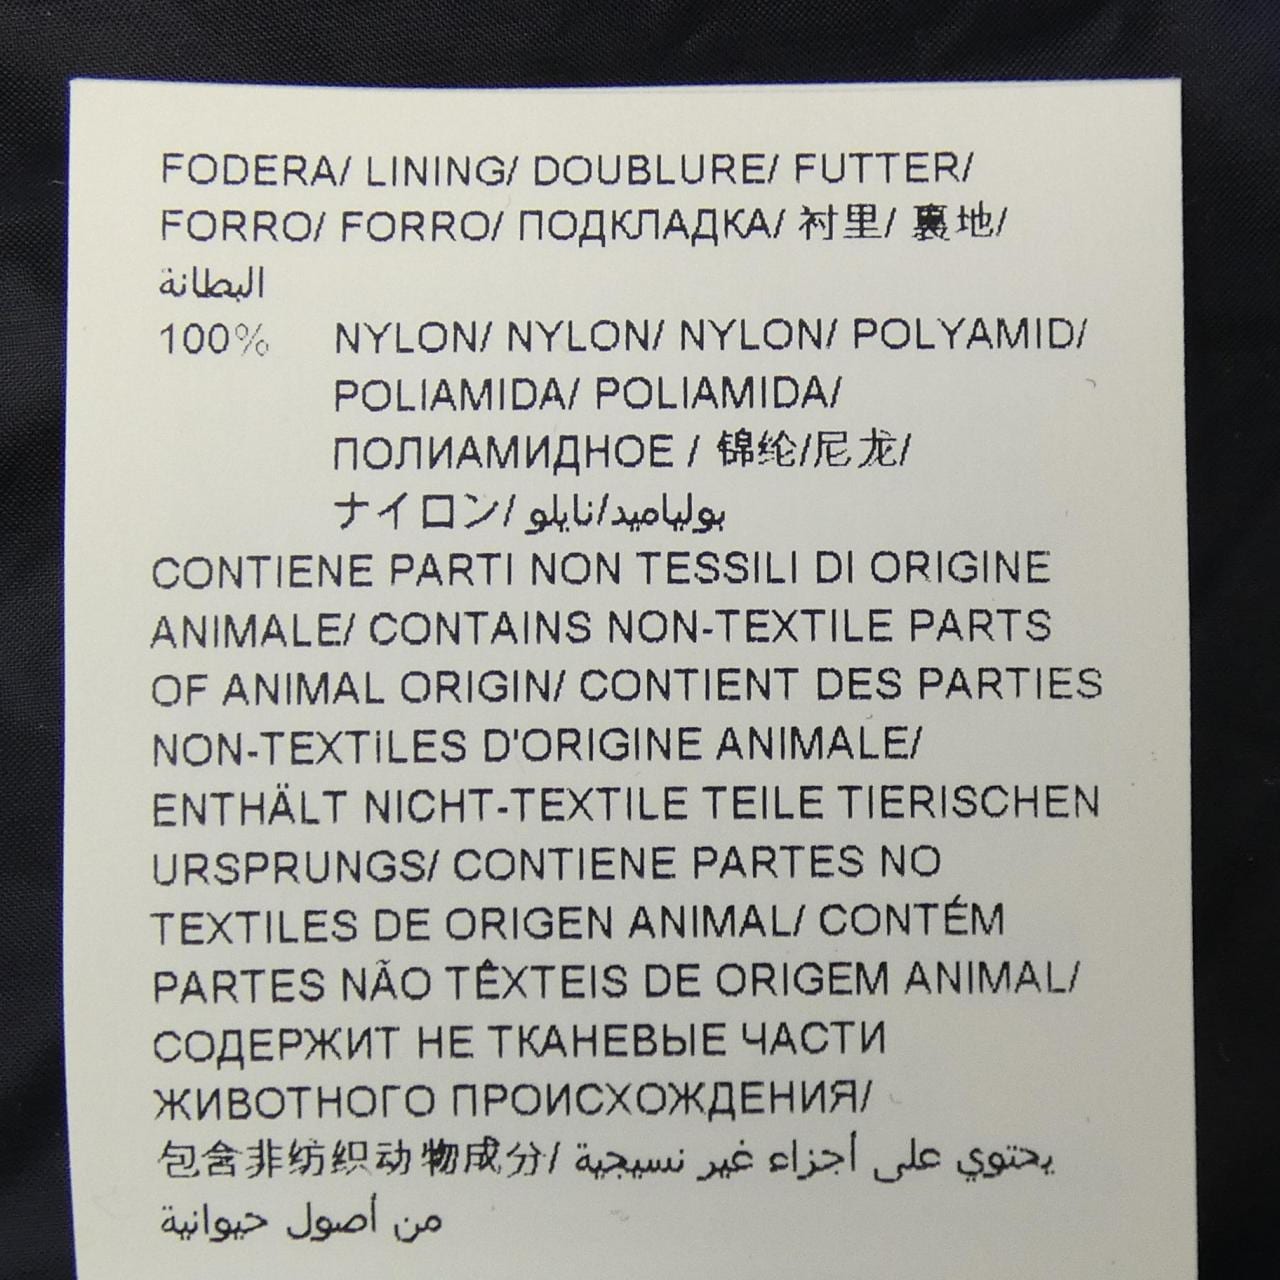 FODERA/ LINING/ DOUBLURE/ FUTTER/
FORRO/ FORRO/ ПОДКЛАДКА/ 衬里/ 裏地/
البطانة
100% NYLON/ NYLON/ NYLON/ POLYAMID/
POLIAMIDA/ POLIAMIDA/
ПОЛИАМИДНОЕ / 锦纶/尼龙/
ナイロン/ بولياميد/نايلو
CONTIENE PARTI NON TESSILI DI ORIGINE
ANIMALE/ CONTAINS NON-TEXTILE PARTS
OF ANIMAL ORIGIN/ CONTIENT DES PARTIES
NON-TEXTiLES D'ORIGINE ANIMALE/
ENTHÄLT NICHT-TEXTILE TEILE TIERISCHEN
URSPRUNGS/ CONTIENE PARTES NO
TEXTILES DE ORIGEN ANIMAL/ CONTÉM
PARTES NÃO TÊXTEIS DE ORIGEM ANIMAL/
СОДЕРЖИТ НЕ ТКАНЕВЫЕ ЧАСТИ
ЖИВОТНОГО ПРОИСХОЖДЕНИЯ/
包含非纺织动物成分/ يحتوي على أجزاء غير نسيجية
من أصول حيوانية